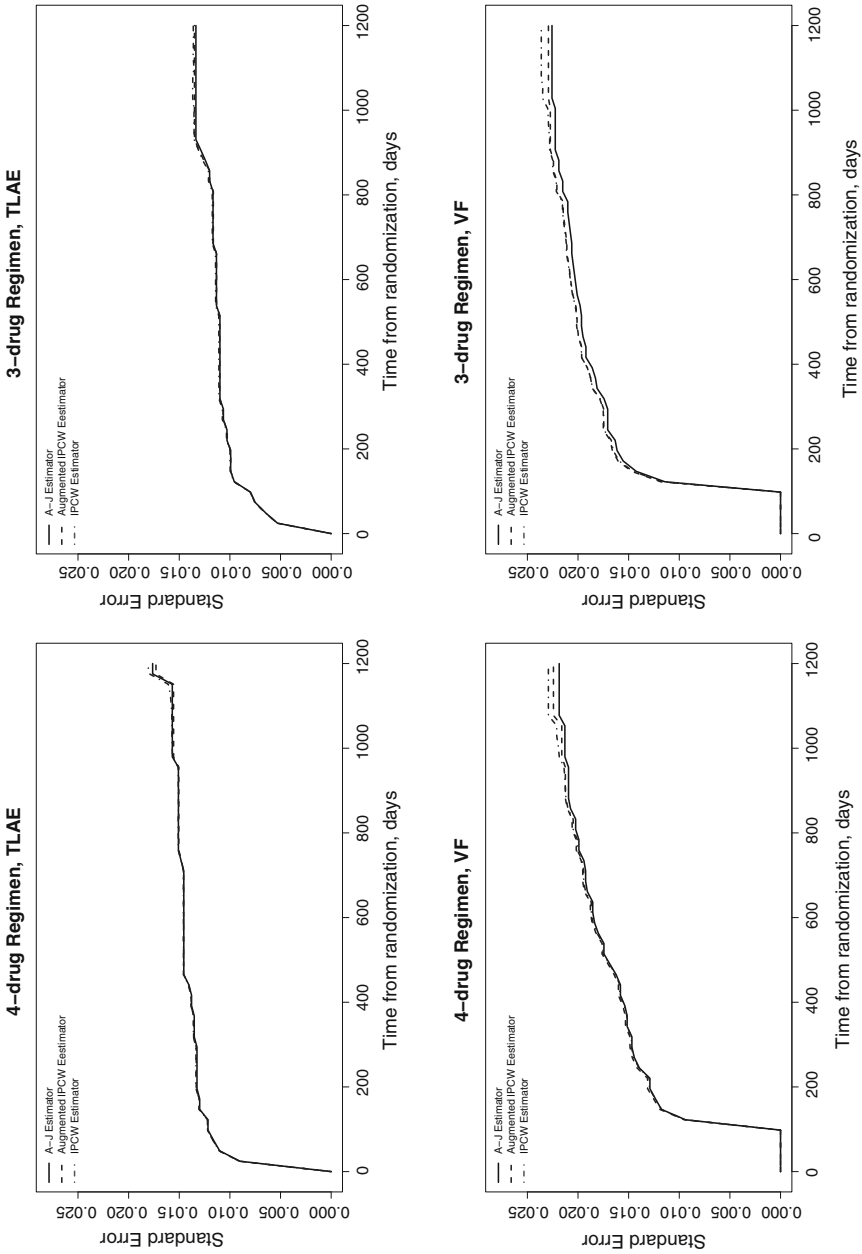 4-drug Regimen, TLAE
A-J Estimator
Augmented IPCW Eestimator
IPCW Estimator
Standard Error
0.025
0.020
0.015
0.010
0.005
0.000
0 200 400 600 800 1000 1200
Time from randomization, days
3-drug Regimen, TLAE
A-J Estimator
Augmented IPCW Eestimator
IPCW Estimator
Standard Error
0.025
0.020
0.015
0.010
0.005
0.000
0 200 400 600 800 1000 1200
Time from randomization, days
4-drug Regimen, VF
A-J Estimator
Augmented IPCW Eestimator
IPCW Estimator
Standard Error
0.025
0.020
0.015
0.010
0.005
0.000
0 200 400 600 800 1000 1200
Time from randomization, days
3-drug Regimen, VF
A-J Estimator
Augmented IPCW Eestimator
IPCW Estimator
Standard Error
0.025
0.020
0.015
0.010
0.005
0.000
0 200 400 600 800 1000 1200
Time from randomization, days